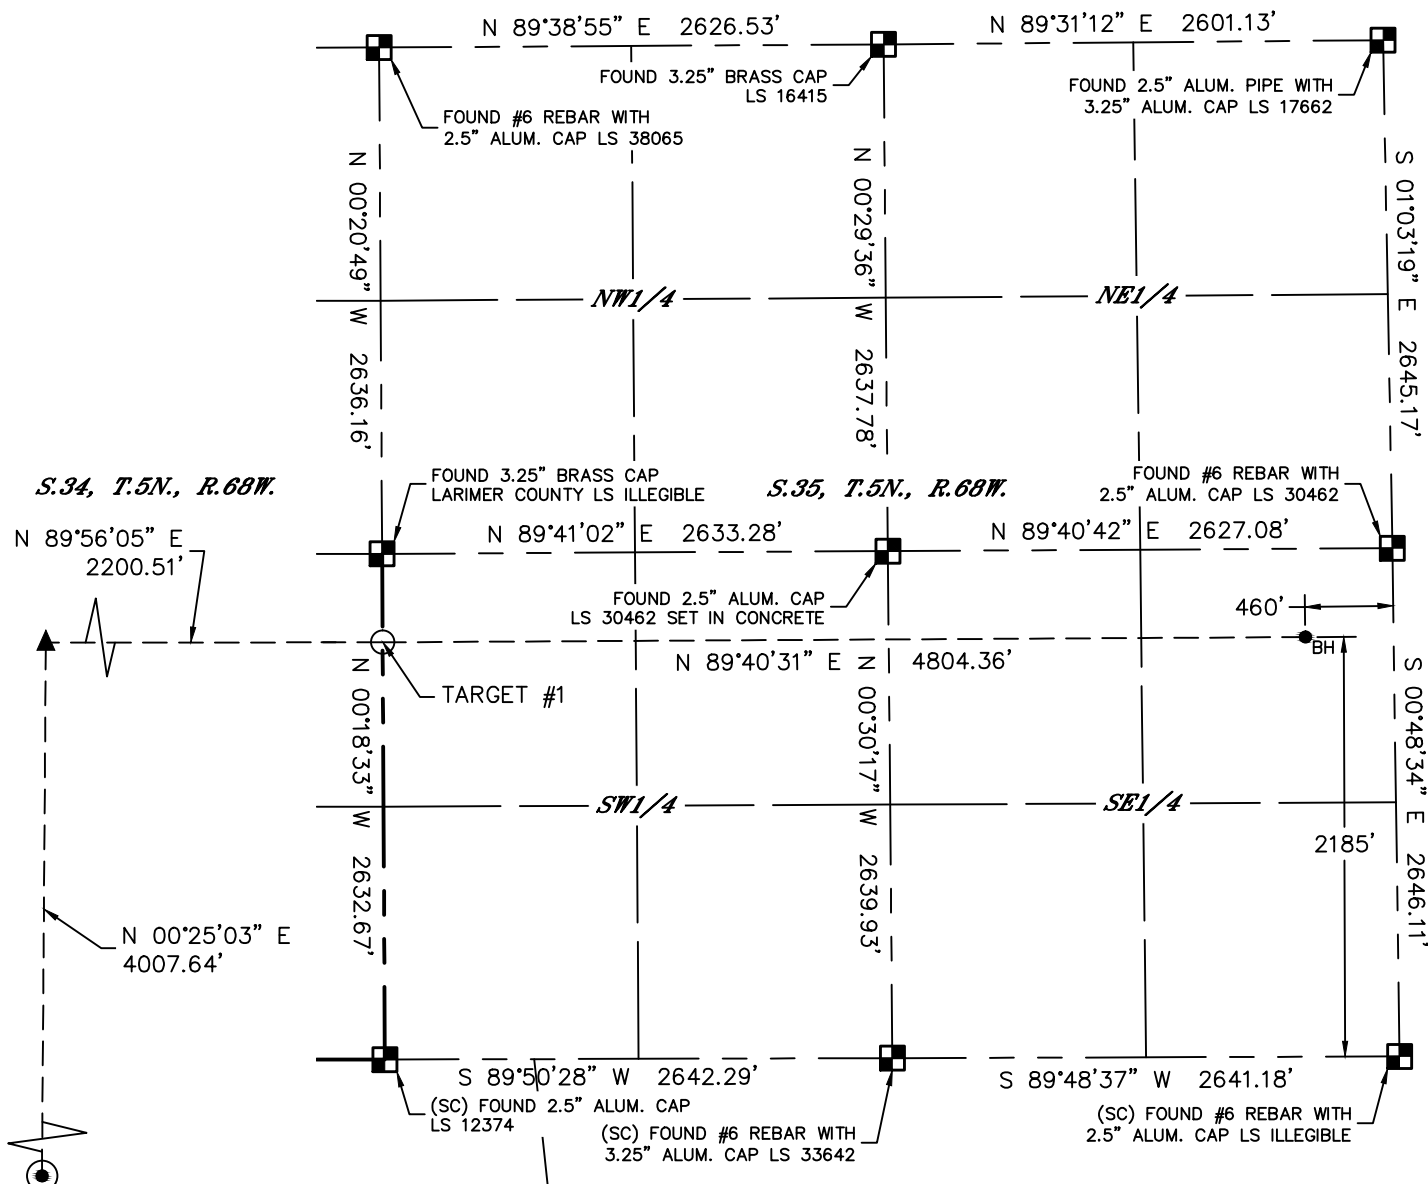 N 89°38'55" E 2626.53'
N 89°31'12" E 2601.13'
FOUND 3.25" BRASS CAP
LS 16415
FOUND 2.5" ALUM. PIPE WITH
3.25" ALUM. CAP LS 17662
FOUND #6 REBAR WITH
2.5" ALUM. CAP LS 38065
N 00°20'49" W 2636.16'
N 00°29'36" W 2637.78'
S 01°03'19" E 2645.17'
NW1/4
NE1/4
S.34, T.5N., R.68W.
FOUND 3.25" BRASS CAP
LARIMER COUNTY LS ILLEGIBLE
S.35, T.5N., R.68W.
FOUND #6 REBAR WITH
2.5" ALUM. CAP LS 30462
N 89°56'05" E
2200.51'
N 89°41'02" E 2633.28'
N 89°40'42" E 2627.08'
FOUND 2.5" ALUM. CAP
LS 30462 SET IN CONCRETE
460'
BH
N 89°40'31" E 4804.36'
TARGET #1
N 00°18'33" W 2632.67'
N 00°30'17" W 2639.93'
S 00°48'34" E 2646.11'
SW1/4
SE1/4
2185'
N 00°25'03" E
4007.64'
S 89°50'28" W 2642.29'
S 89°48'37" W 2641.18'
(SC) FOUND 2.5" ALUM. CAP
LS 12374
(SC) FOUND #6 REBAR WITH
3.25" ALUM. CAP LS 33642
(SC) FOUND #6 REBAR WITH
2.5" ALUM. CAP LS ILLEGIBLE